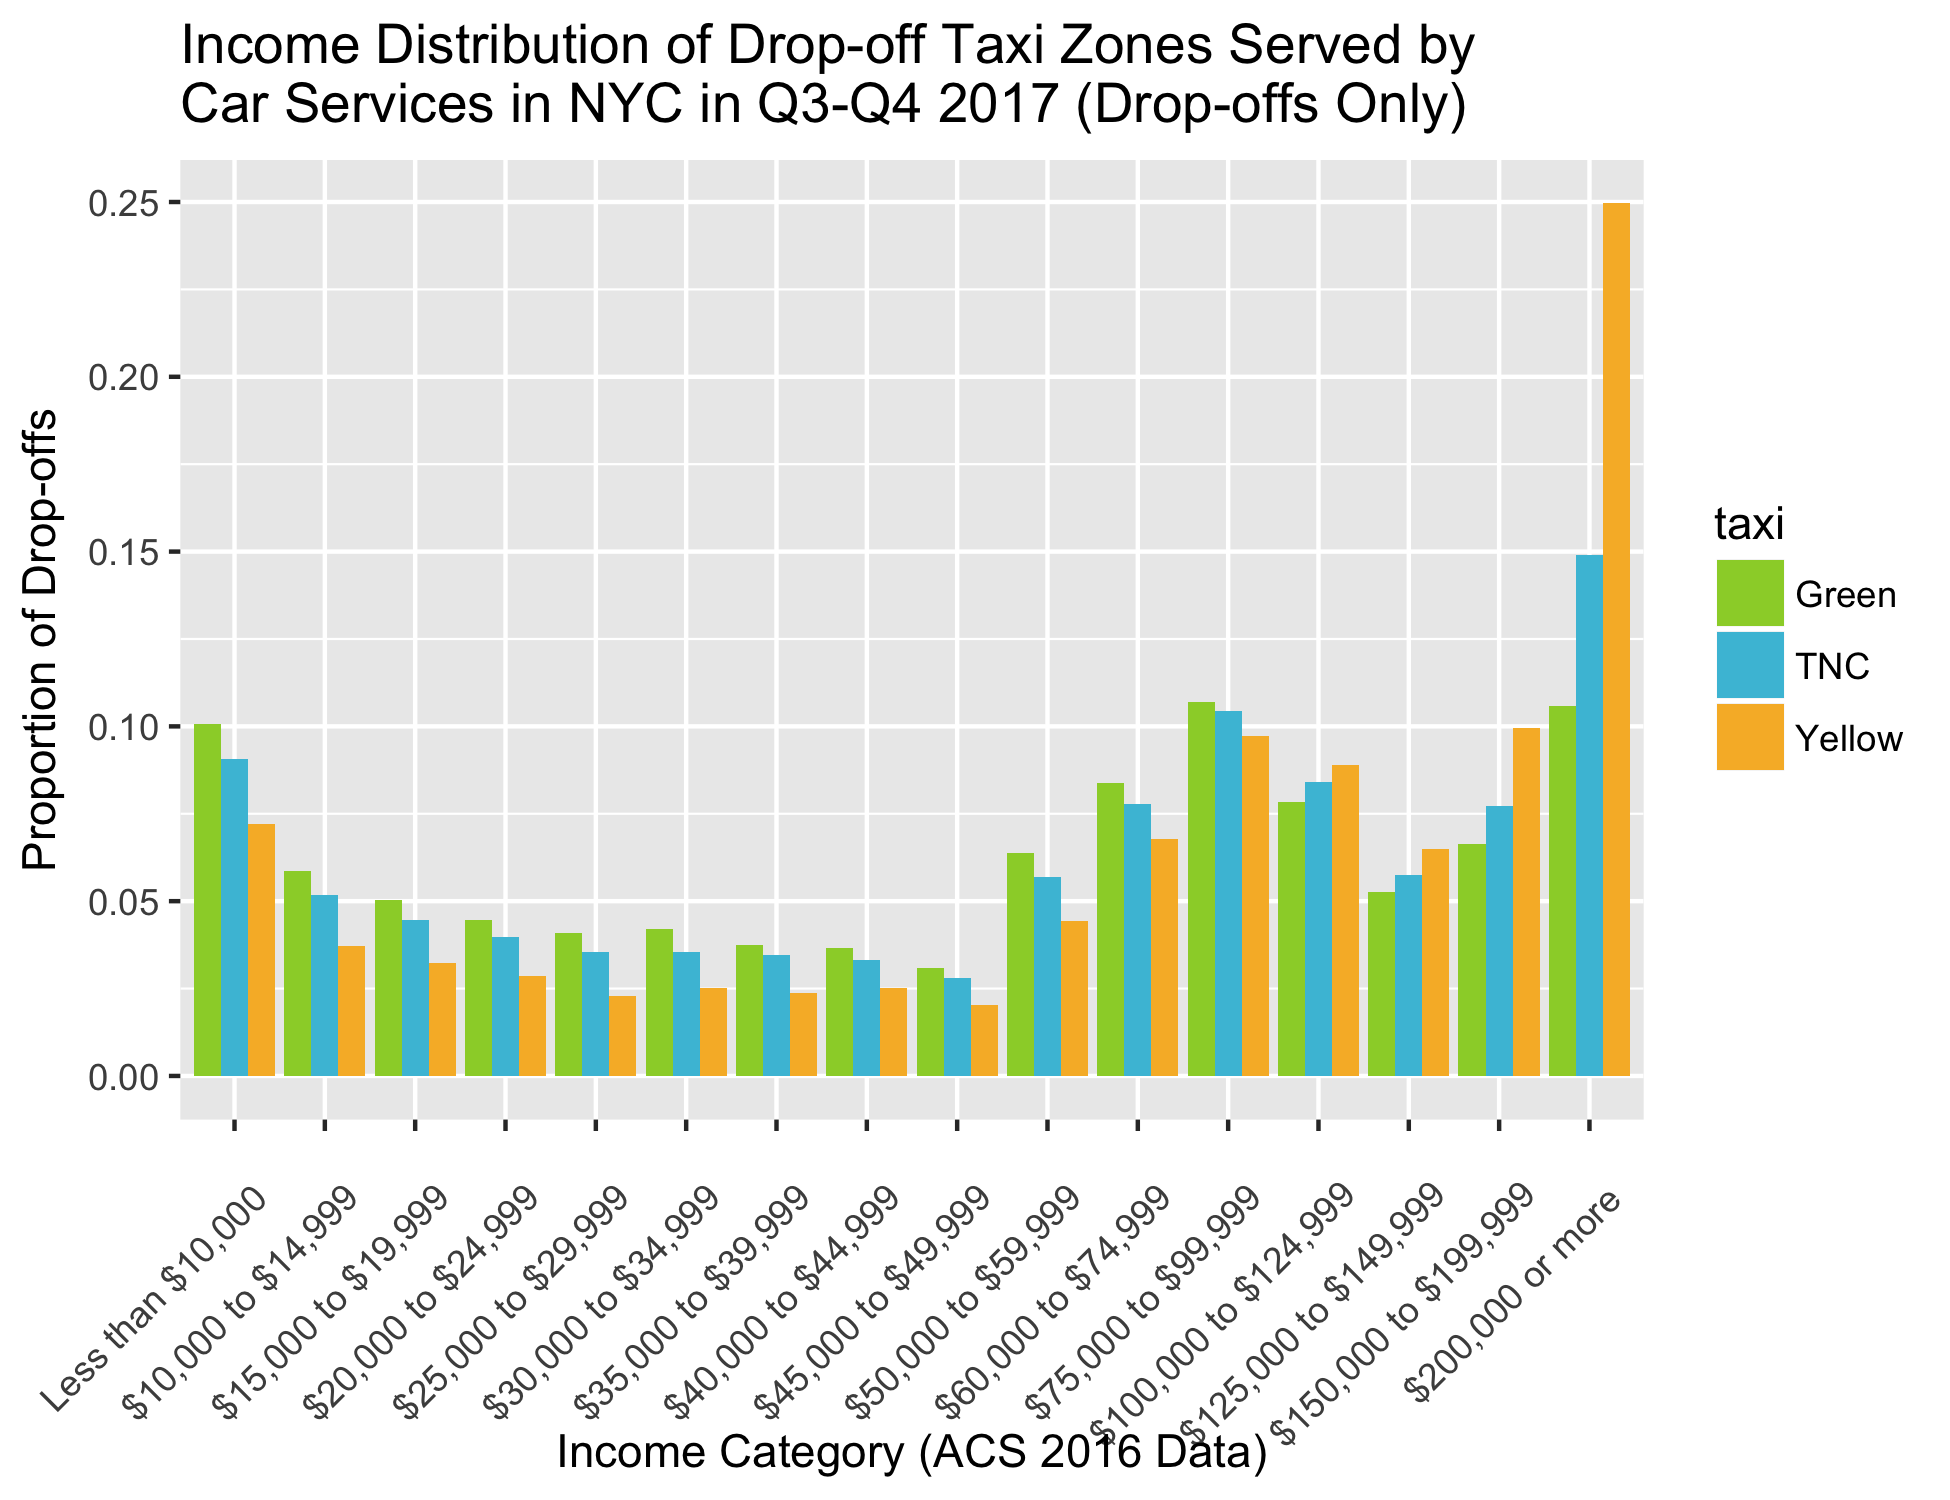 Income Distribution of Drop-off Taxi Zones Served by
Car Services in NYC in Q3-Q4 2017 (Drop-offs Only)
Proportion of Drop-offs
0.25
0.20
0.15
0.10
0.05
0.00
taxi
Green
TNC
Yellow
Less than $10,000
$10,000 to $14,999
$15,000 to $19,999
$20,000 to $24,999
$25,000 to $29,999
$30,000 to $34,999
$35,000 to $39,999
$40,000 to $44,999
$45,000 to $49,999
$50,000 to $59,999
$60,000 to $74,999
$75,000 to $99,999
$100,000 to $124,999
$125,000 to $149,999
$150,000 to $199,999
$200,000 or more
Income Category (ACS 2016 Data)